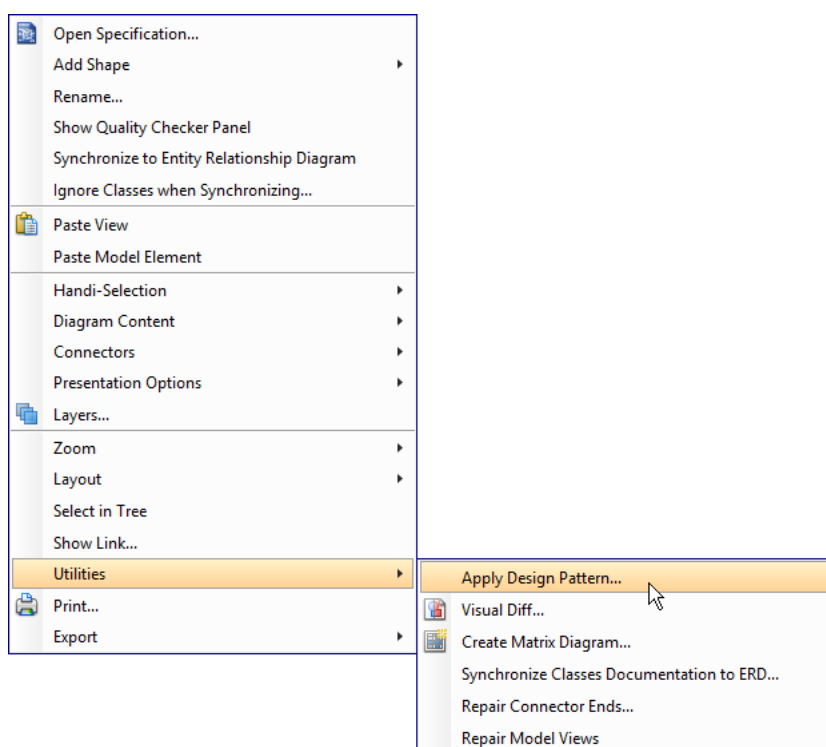 Open Specification...
Add Shape
Rename...
Show Quality Checker Panel
Synchronize to Entity Relationship Diagram
Ignore Classes when Synchronizing...
Paste View
Paste Model Element
Handi-Selection
Diagram Content
Connectors
Presentation Options
Layers...
Zoom
Layout
Select in Tree
Show Link...
Utilities
Print...
Export
Apply Design Pattern...
Visual Diff...
Create Matrix Diagram...
Synchronize Classes Documentation to ERD...
Repair Connector Ends...
Repair Model Views